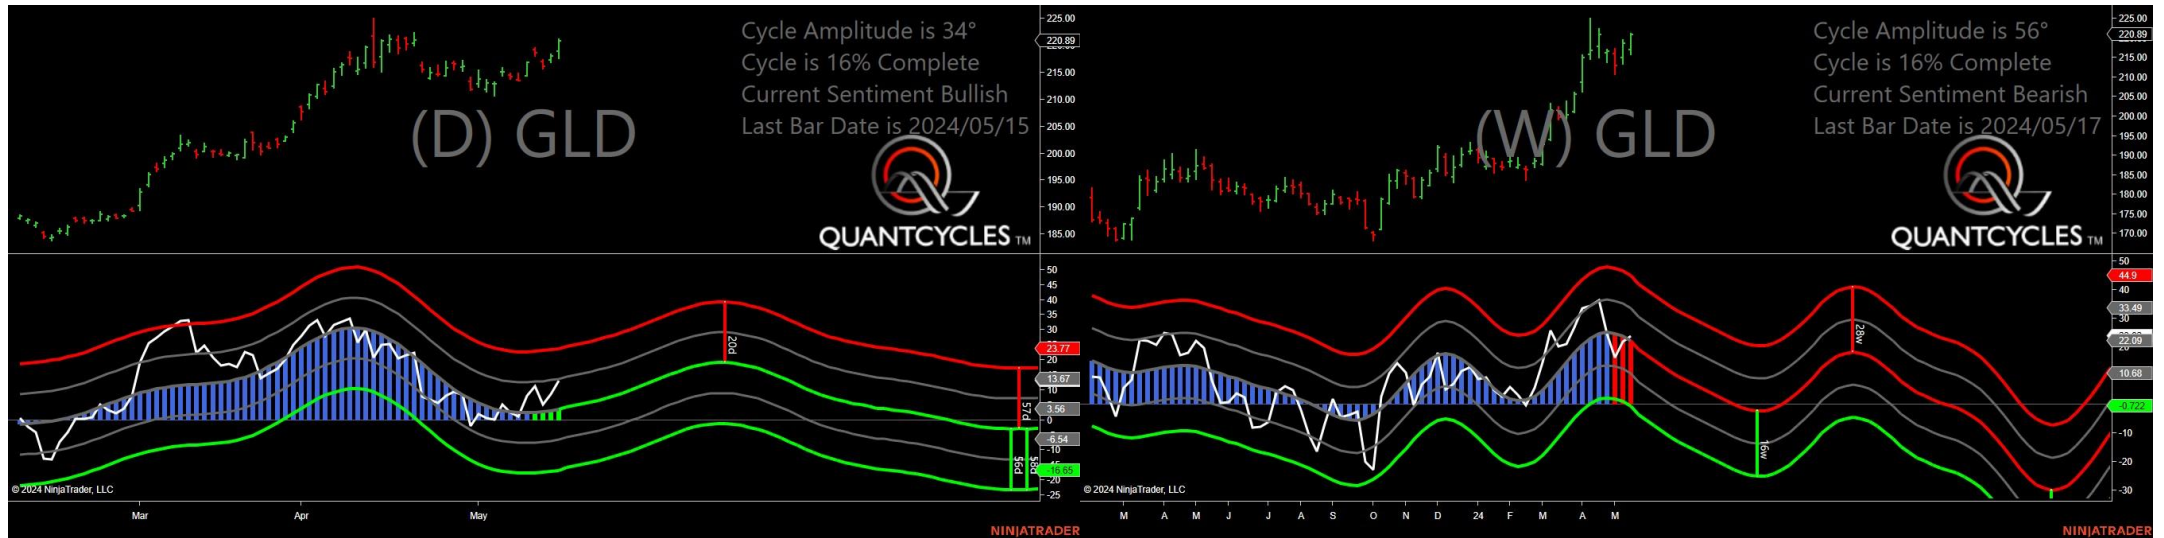 Cycle Amplitude is 34°
Cycle is 16% Complete
Current Sentiment Bullish
Last Bar Date is 2024/05/15
(D) GLD
QUANTCYCLES TM
225.00
220.89
215.00
210.00
205.00
200.00
195.00
190.00
185.00
50
45
40
35
30
23.77
20
13.67
10
3.56
0
-6.54
-10
-16.65
-20
-25
20d
57d
56d
58d
© 2024 NinjaTrader, LLC
Mar
Apr
May
NINJATRADER
Cycle Amplitude is 56°
Cycle is 16% Complete
Current Sentiment Bearish
Last Bar Date is 2024/05/17
(W) GLD
QUANTCYCLES TM
225.00
220.89
215.00
210.00
205.00
200.00
195.00
190.00
185.00
180.00
175.00
170.00
50
44.9
40
33.49
30
22.09
10.68
-0.722
-10
-20
-30
28w
16w
© 2024 NinjaTrader, LLC
M A M J J A S O N D 24 F M A M
NINJATRADER